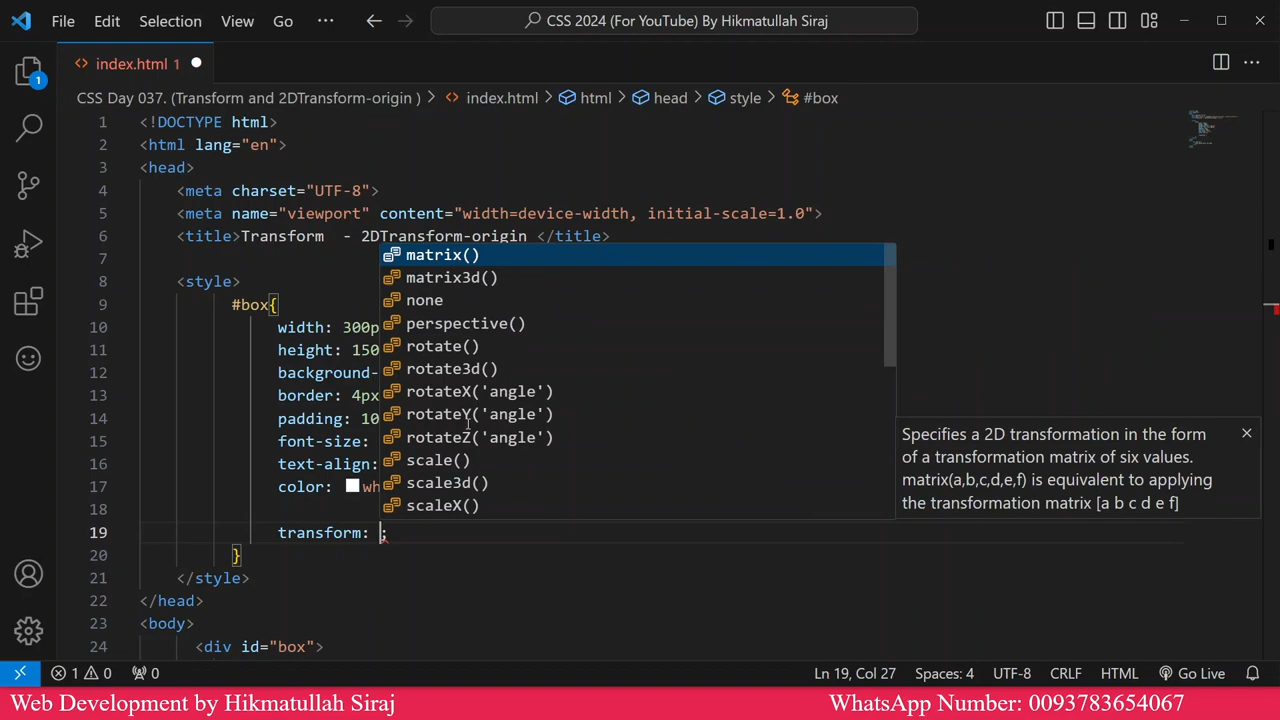 File Edit Selection View Go ··· CSS 2024 (For YouTube) By Hikmatullah Siraj
index.html 1
CSS Day 037. (Transform and 2DTransform-origin ) > index.html > html > head > style > #box
1 <!DOCTYPE html>
2 <html lang="en">
3 <head>
4 <meta charset="UTF-8">
5 <meta name="viewport" content="width=device-width, initial-scale=1.0">
6 <title>Transform - 2DTransform-origin </title>
7
8 <style>
9 #box{
10 width: 300p
11 height: 150
12 background-
13 border: 4px
14 padding: 10
15 font-size:
16 text-align:
17 color: wh
18
19 transform: ;
20 }
21 </style>
22 </head>
23 <body>
24 <div id="box">
matrix()
matrix3d()
none
perspective()
rotate()
rotate3d()
rotateX('angle')
rotateY('angle')
rotateZ('angle')
scale()
scale3d()
scaleX()
Specifies a 2D transformation in the form
of a transformation matrix of six values.
matrix(a,b,c,d,e,f) is equivalent to applying
the transformation matrix [a b c d e f]
1
1 0 0 Ln 19, Col 27 Spaces: 4 UTF-8 CRLF HTML Go Live
Web Development by Hikmatullah Siraj WhatsApp Number: 0093783654067